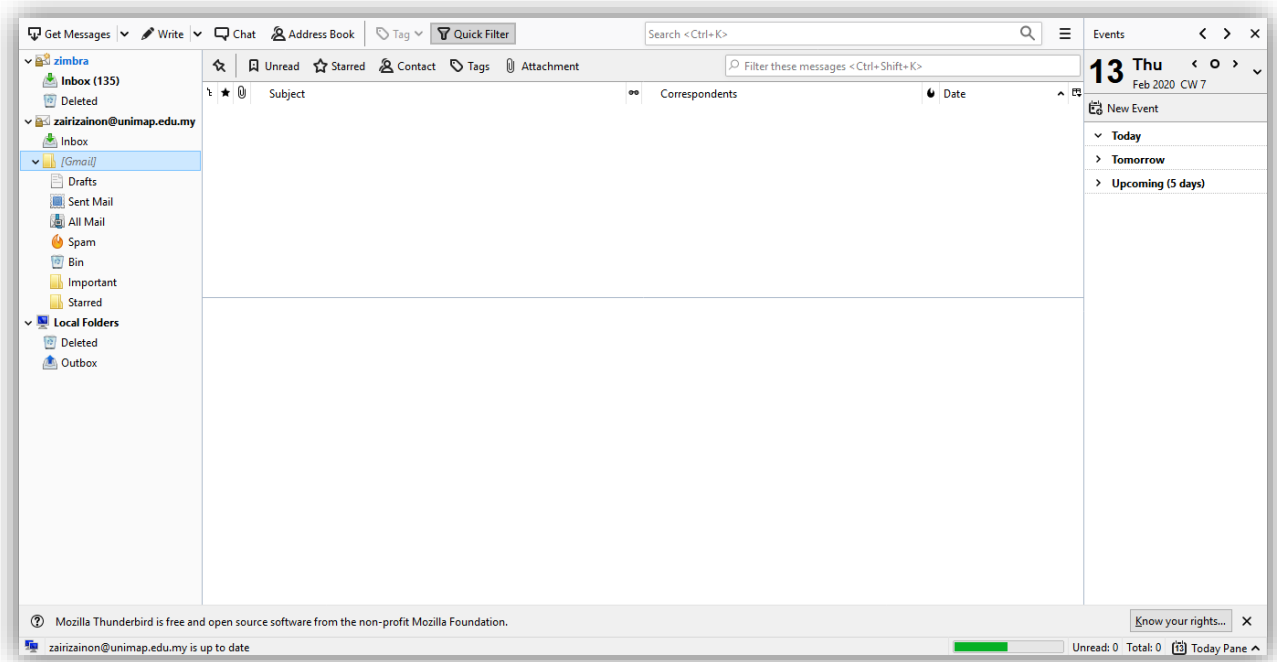 Get Messages Write Chat Address Book Tag Quick Filter Search <Ctrl+K> Events
zimbra
Inbox (135)
Deleted
zairizainon@unimap.edu.my
Inbox
[Gmail]
Drafts
Sent Mail
All Mail
Spam
Bin
Important
Starred
Local Folders
Deleted
Outbox
Unread Starred Contact Tags Attachment Filter these messages <Ctrl+Shift+K>
Subject Correspondents Date
13 Thu
Feb 2020 CW 7
New Event
Today
Tomorrow
Upcoming (5 days)
Mozilla Thunderbird is free and open source software from the non-profit Mozilla Foundation. Know your rights...
zairizainon@unimap.edu.my is up to date Unread: 0 Total: 0 13 Today Pane